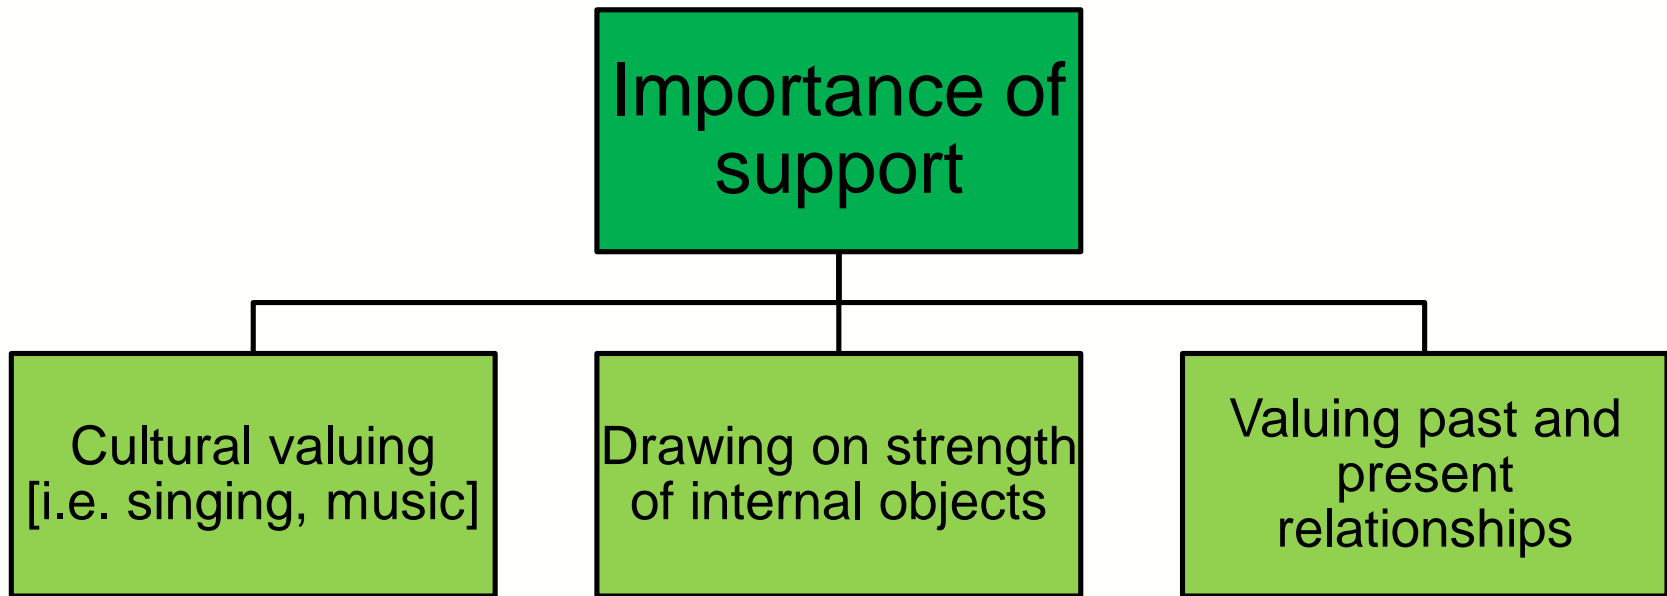 Importance of
support
Cultural valuing
[i.e. singing, music]
Drawing on strength
of internal objects
Valuing past and
present
relationships